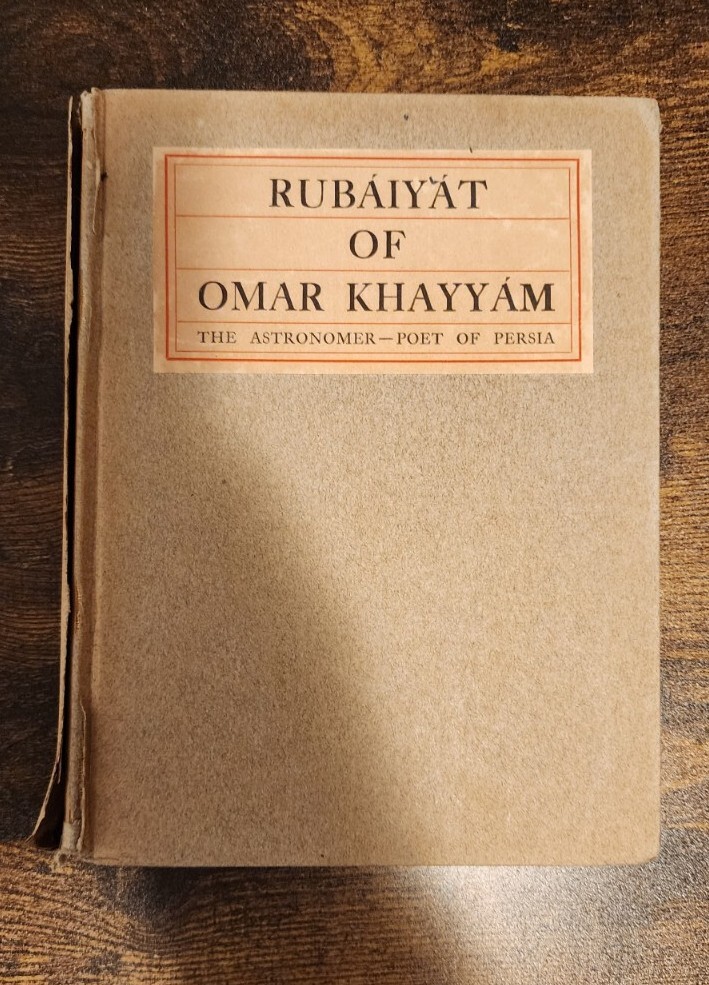 RUBÁIYÁT
OF
OMAR KHAYYÁM
THE ASTRONOMER—POET OF PERSIA